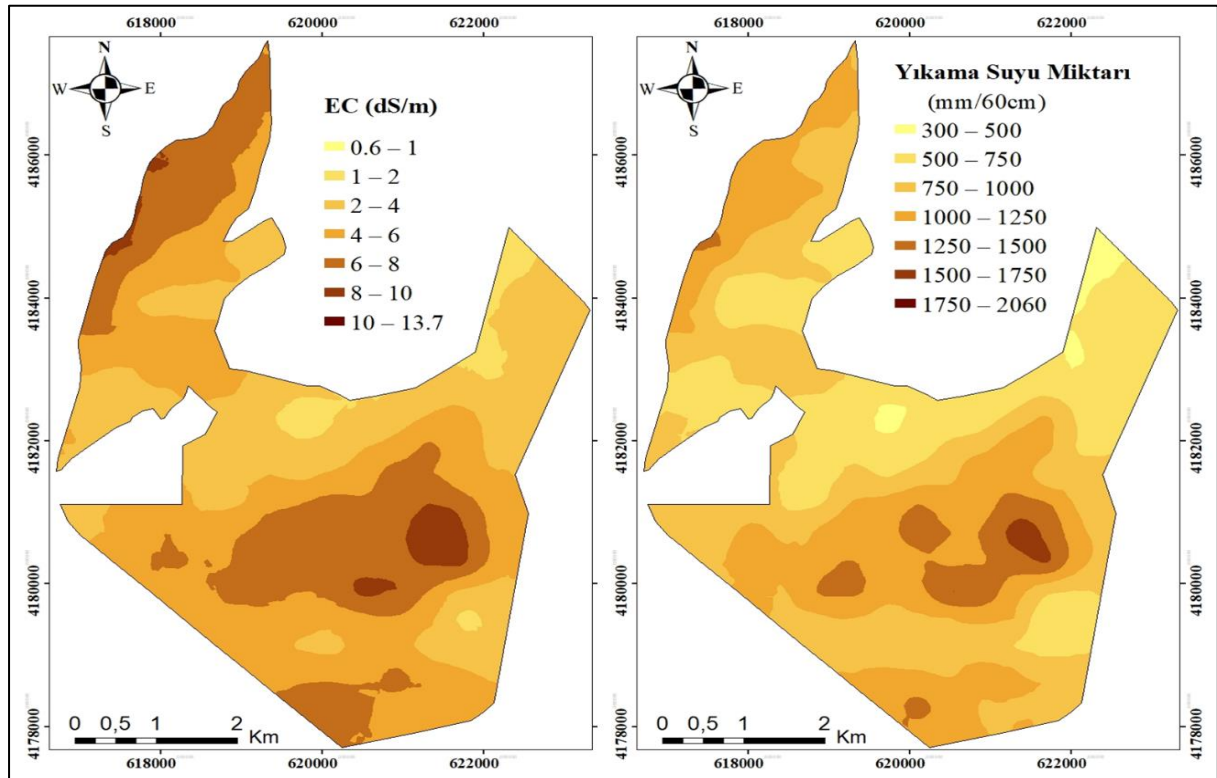 618000 620000 622000
618000 620000 622000
N
W E
S
EC (dS/m)
0.6 – 1
1 – 2
2 – 4
4 – 6
6 – 8
8 – 10
10 – 13.7
4186000
4184000
4182000
4180000
4178000
0 0,5 1 2
Km
618000 620000 622000
N
W E
S
Yıkama Suyu Miktarı
(mm/60cm)
300 – 500
500 – 750
750 – 1000
1000 – 1250
1250 – 1500
1500 – 1750
1750 – 2060
4186000
4184000
4182000
4180000
4178000
0 0,5 1 2
Km
618000 620000 622000